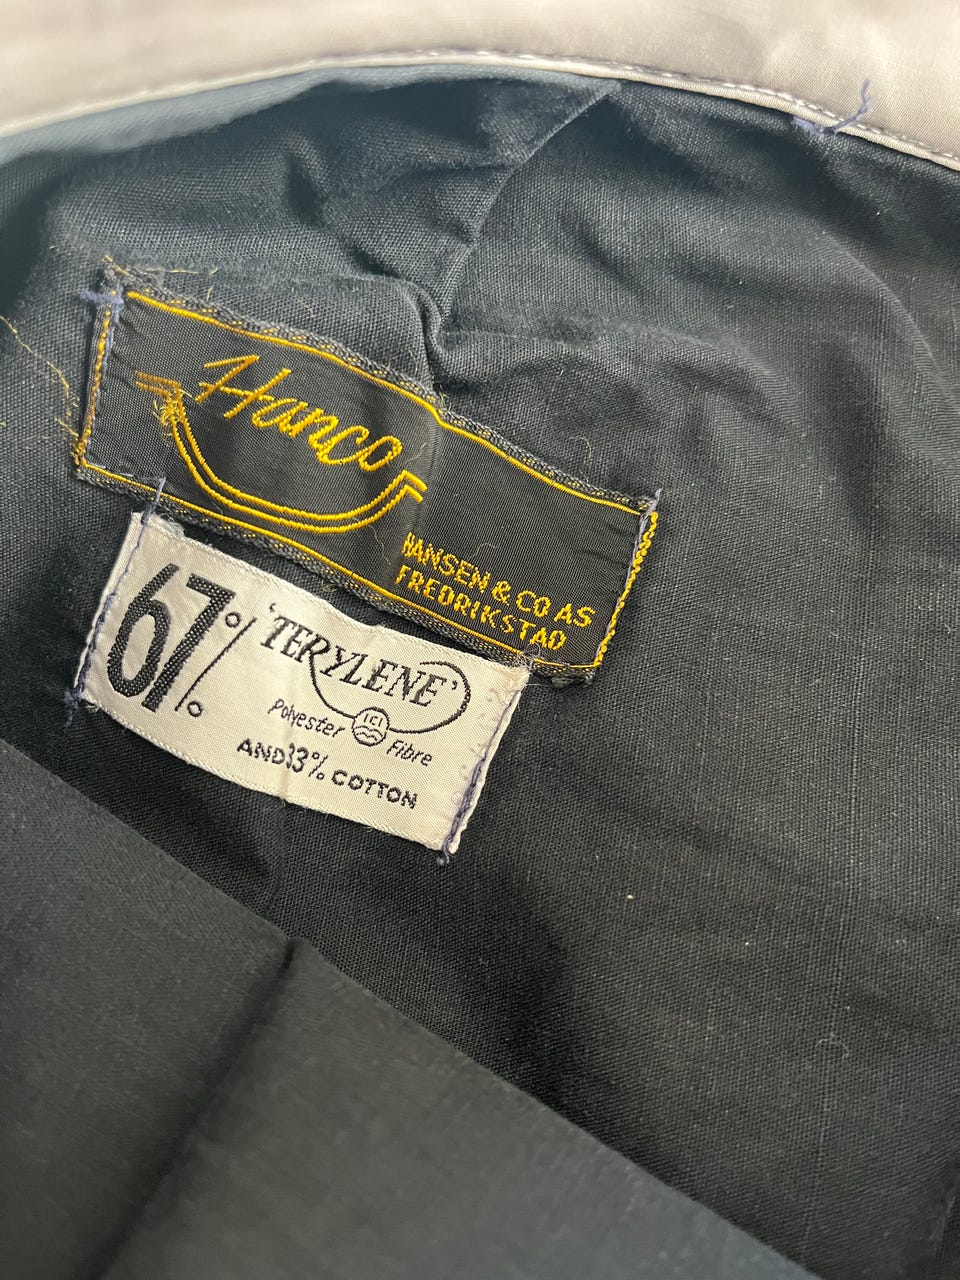 Hanco
HANSEN & CO AS
FREDRIKSTAD
67%
'TERYLENE'
Polyester ICI Fibre
AND 33% COTTON